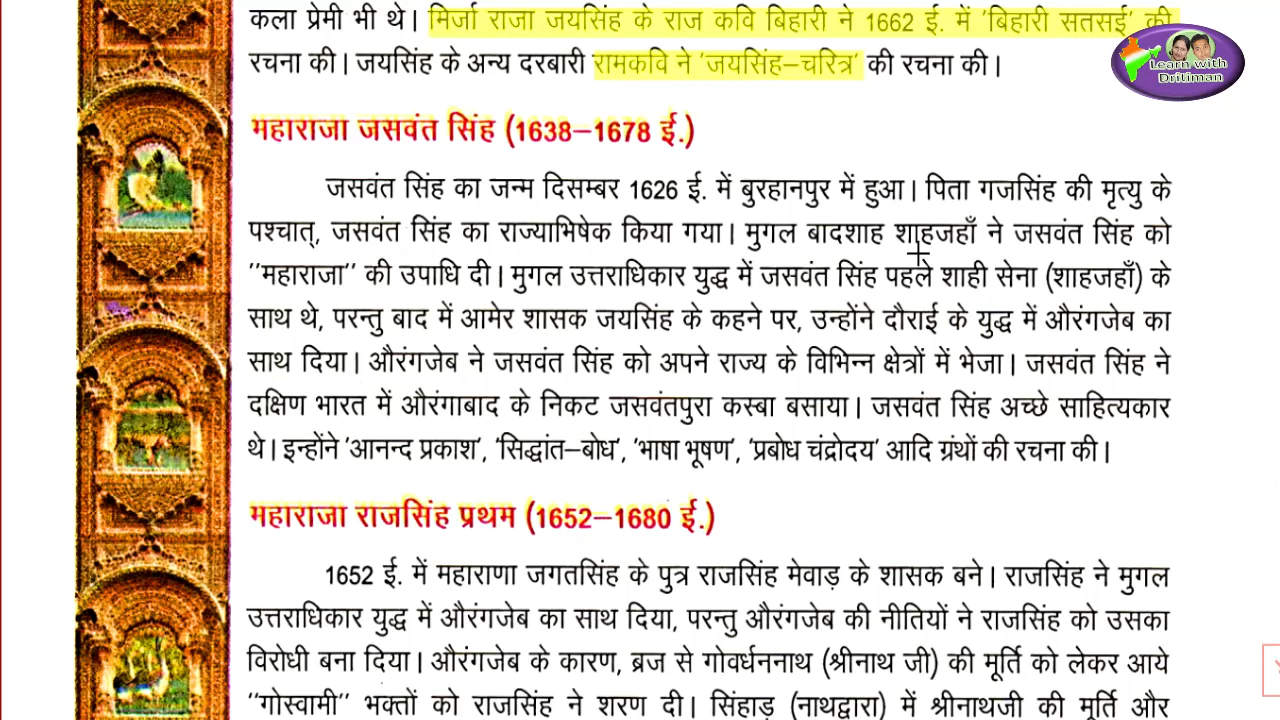 कला प्रेमी भी थे। मिर्जा राजा जयसिंह के राज कवि बिहारी ने 1662 ई. में 'बिहारी सतसई' की
रचना की। जयसिंह के अन्य दरबारी रामकवि ने 'जयसिंह–चरित्र' की रचना की।
Learn with
Dritiman
महाराजा जसवंत सिंह (1638–1678 ई.)
जसवंत सिंह का जन्म दिसम्बर 1626 ई. में बुरहानपुर में हुआ। पिता गजसिंह की मृत्यु के
पश्चात्, जसवंत सिंह का राज्याभिषेक किया गया। मुगल बादशाह शाहजहाँ ने जसवंत सिंह को
''महाराजा'' की उपाधि दी। मुगल उत्तराधिकार युद्ध में जसवंत सिंह पहले शाही सेना (शाहजहाँ) के
साथ थे, परन्तु बाद में आमेर शासक जयसिंह के कहने पर, उन्होंने दौराई के युद्ध में औरंगजेब का
साथ दिया। औरंगजेब ने जसवंत सिंह को अपने राज्य के विभिन्न क्षेत्रों में भेजा। जसवंत सिंह ने
दक्षिण भारत में औरंगाबाद के निकट जसवंतपुरा कस्बा बसाया। जसवंत सिंह अच्छे साहित्यकार
थे। इन्होंने 'आनन्द प्रकाश', 'सिद्धांत–बोध', 'भाषा भूषण', 'प्रबोध चंद्रोदय' आदि ग्रंथों की रचना की।
महाराजा राजसिंह प्रथम (1652–1680 ई.)
1652 ई. में महाराणा जगतसिंह के पुत्र राजसिंह मेवाड़ के शासक बने। राजसिंह ने मुगल
उत्तराधिकार युद्ध में औरंगजेब का साथ दिया, परन्तु औरंगजेब की नीतियों ने राजसिंह को उसका
विरोधी बना दिया। औरंगजेब के कारण, ब्रज से गोवर्धननाथ (श्रीनाथ जी) की मूर्ति को लेकर आये
''गोस्वामी'' भक्तों को राजसिंह ने शरण दी। सिंहाड़ (नाथद्वारा) में श्रीनाथजी की मूर्ति और